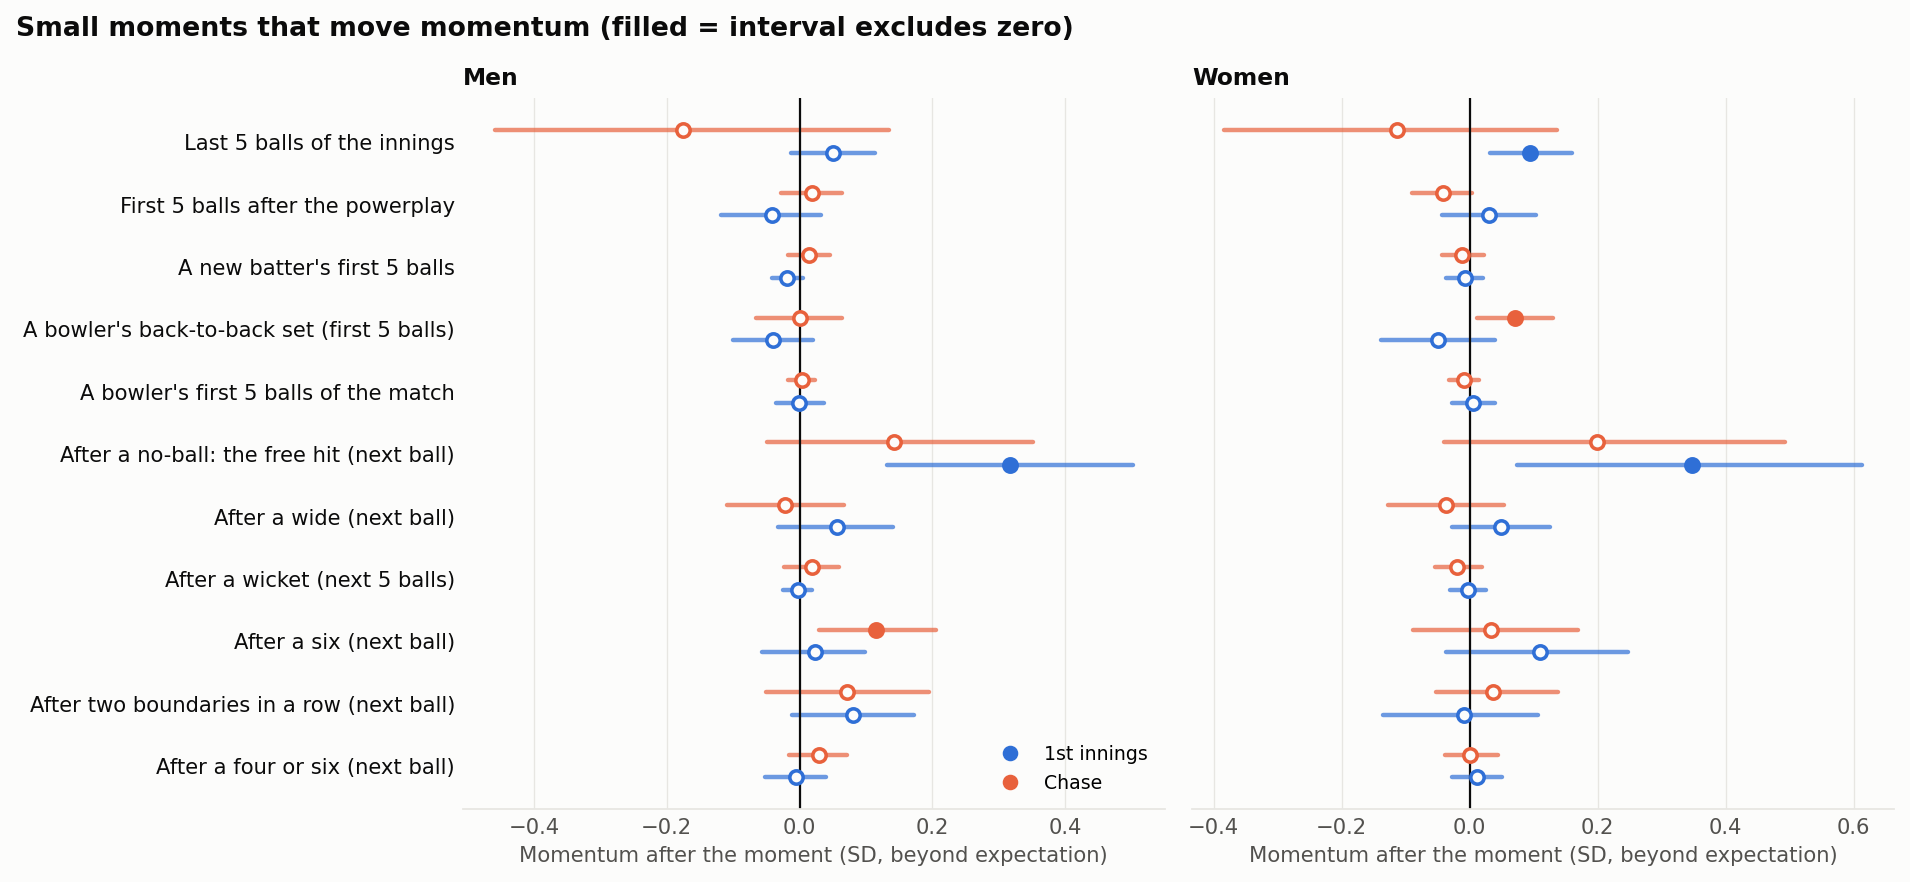 Small moments that move momentum (filled = interval excludes zero)
Men
Women
Last 5 balls of the innings
First 5 balls after the powerplay
A new batter's first 5 balls
A bowler's back-to-back set (first 5 balls)
A bowler's first 5 balls of the match
After a no-ball: the free hit (next ball)
After a wide (next ball)
After a wicket (next 5 balls)
After a six (next ball)
After two boundaries in a row (next ball)
After a four or six (next ball)
1st innings
Chase
−0.4 −0.2 0.0 0.2 0.4
−0.4 −0.2 0.0 0.2 0.4 0.6
Momentum after the moment (SD, beyond expectation)
Momentum after the moment (SD, beyond expectation)